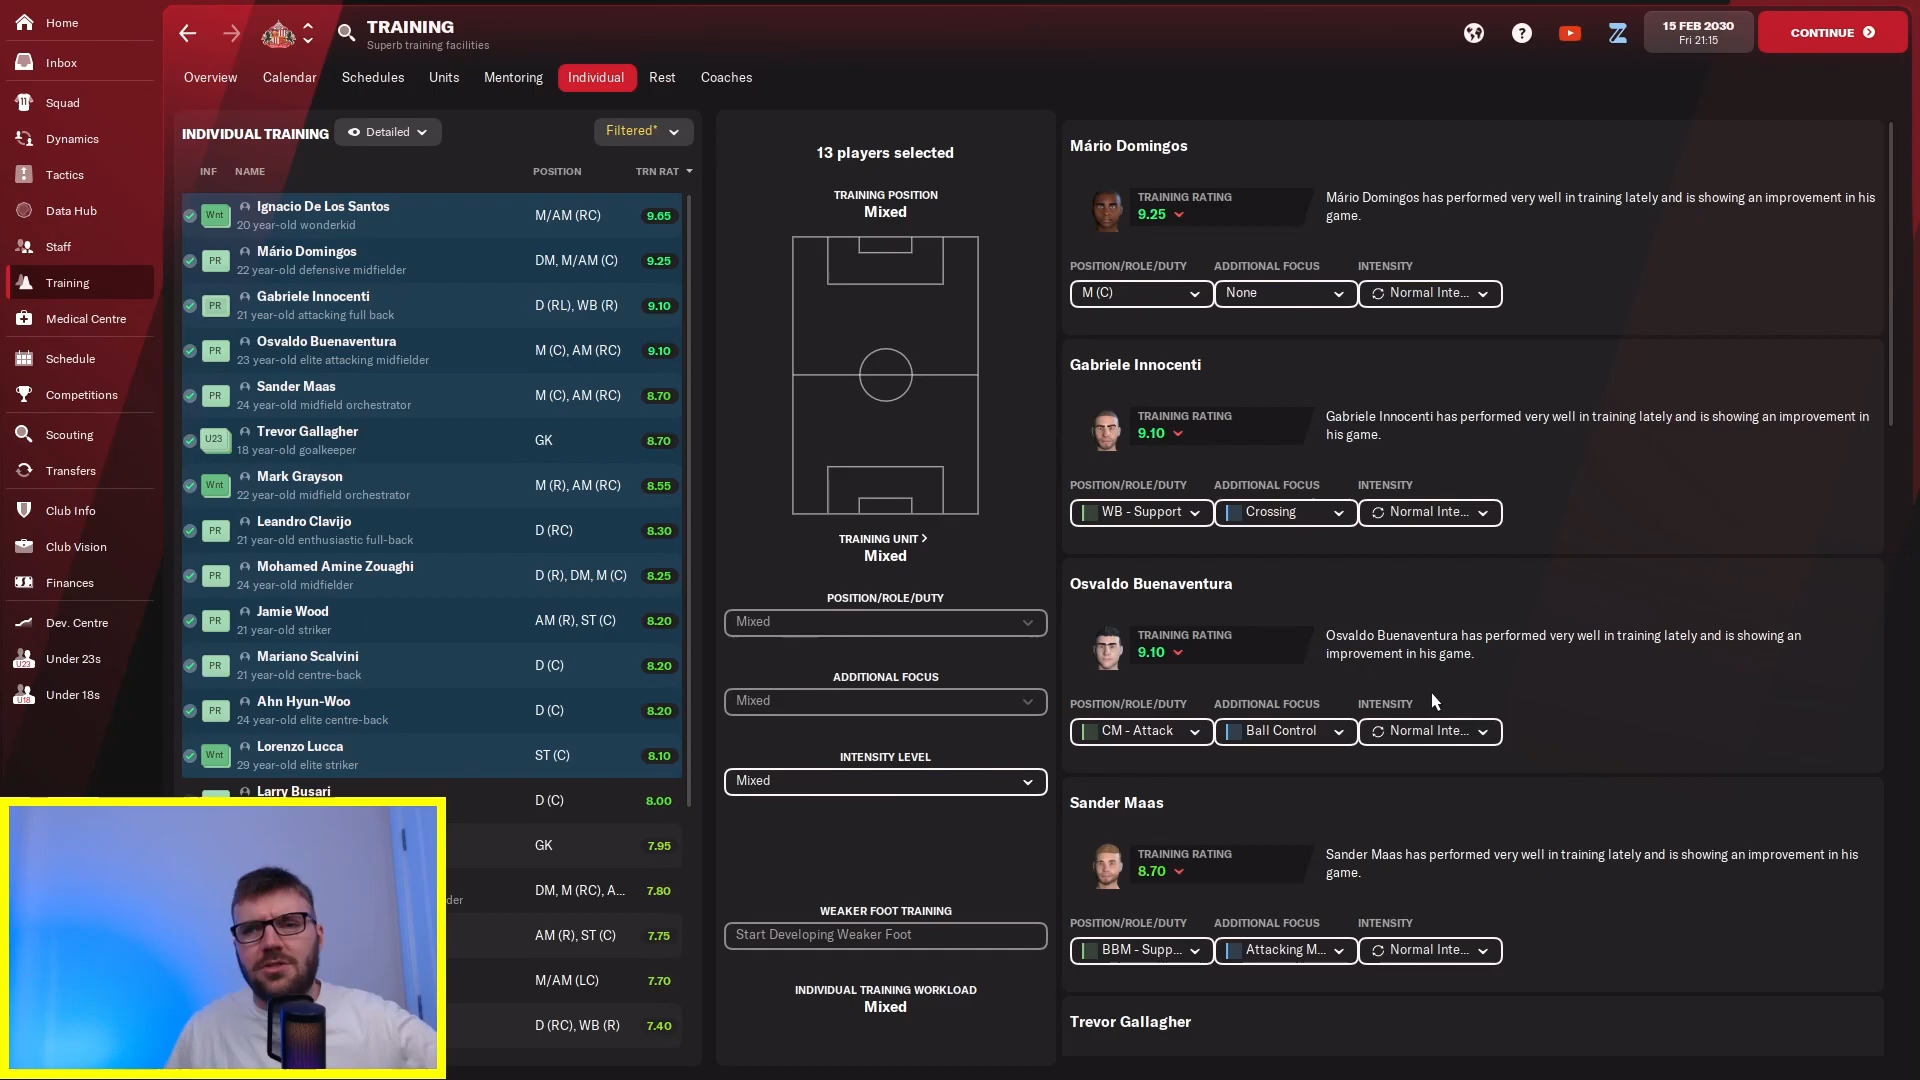 Home
Inbox
Squad
Dynamics
Tactics
Data Hub
Staff
Training
Medical Centre
Schedule
Competitions
Scouting
Transfers
Club Info
Club Vision
Finances
Dev. Centre
U23 Under 23s
U18 Under 18s
TRAINING
Superb training facilities
15 FEB 2030
Fri 21:15
CONTINUE
Overview Calendar Schedules Units Mentoring Individual Rest Coaches
INDIVIDUAL TRAINING Detailed Filtered*
INF NAME POSITION TRN RAT
Wnt Ignacio De Los Santos M/AM (RC) 9.65
20 year-old wonderkid
PR Mário Domingos DM, M/AM (C) 9.25
22 year-old defensive midfielder
PR Gabriele Innocenti D (RL), WB (R) 9.10
21 year-old attacking full back
PR Osvaldo Buenaventura M (C), AM (RC) 9.10
23 year-old elite attacking midfielder
PR Sander Maas M (C), AM (RC) 8.70
24 year-old midfield orchestrator
U23 Trevor Gallagher GK 8.70
18 year-old goalkeeper
Wnt Mark Grayson M (R), AM (RC) 8.55
22 year-old midfield orchestrator
PR Leandro Clavijo D (RC) 8.30
21 year-old enthusiastic full-back
PR Mohamed Amine Zouaghi D (R), DM, M (C) 8.25
24 year-old midfielder
PR Jamie Wood AM (R), ST (C) 8.20
21 year-old striker
PR Mariano Scalvini D (C) 8.20
21 year-old centre-back
PR Ahn Hyun-Woo D (C) 8.20
24 year-old elite centre-back
Wnt Lorenzo Lucca ST (C) 8.10
29 year-old elite striker
Larry Busari D (C) 8.00
GK 7.95
DM, M (RC), A... 7.80
der
AM (R), ST (C) 7.75
M/AM (LC) 7.70
D (RC), WB (R) 7.40
13 players selected
TRAINING POSITION
Mixed
TRAINING UNIT
Mixed
POSITION/ROLE/DUTY
Mixed
ADDITIONAL FOCUS
Mixed
INTENSITY LEVEL
Mixed
WEAKER FOOT TRAINING
Start Developing Weaker Foot
INDIVIDUAL TRAINING WORKLOAD
Mixed
Mário Domingos
TRAINING RATING
9.25
Mário Domingos has performed very well in training lately and is showing an improvement in his
game.
POSITION/ROLE/DUTY ADDITIONAL FOCUS INTENSITY
M (C) None Normal Inte...
Gabriele Innocenti
TRAINING RATING
9.10
Gabriele Innocenti has performed very well in training lately and is showing an improvement in
his game.
POSITION/ROLE/DUTY ADDITIONAL FOCUS INTENSITY
WB - Support Crossing Normal Inte...
Osvaldo Buenaventura
TRAINING RATING
9.10
Osvaldo Buenaventura has performed very well in training lately and is showing an
improvement in his game.
POSITION/ROLE/DUTY ADDITIONAL FOCUS INTENSITY
CM - Attack Ball Control Normal Inte...
Sander Maas
TRAINING RATING
8.70
Sander Maas has performed very well in training lately and is showing an improvement in his
game.
POSITION/ROLE/DUTY ADDITIONAL FOCUS INTENSITY
BBM - Supp... Attacking M... Normal Inte...
Trevor Gallagher